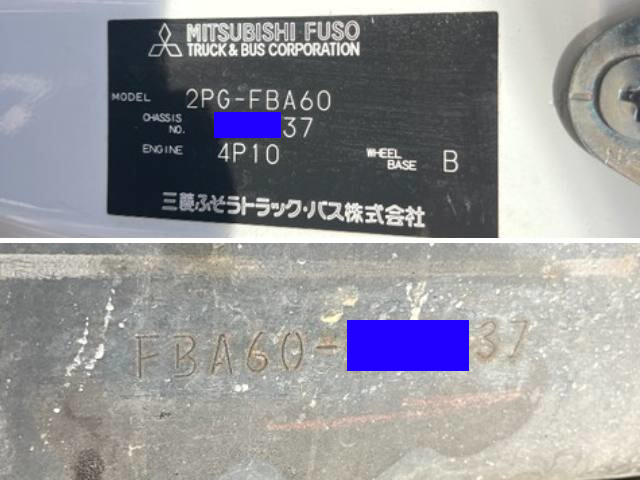 MITSUBISHI FUSO
TRUCK & BUS CORPORATION
MODEL 2PG-FBA60
CHASSIS NO. 37
ENGINE 4P10 WHEEL BASE B
三菱ふそうトラック・バス株式会社
FBA60- 37